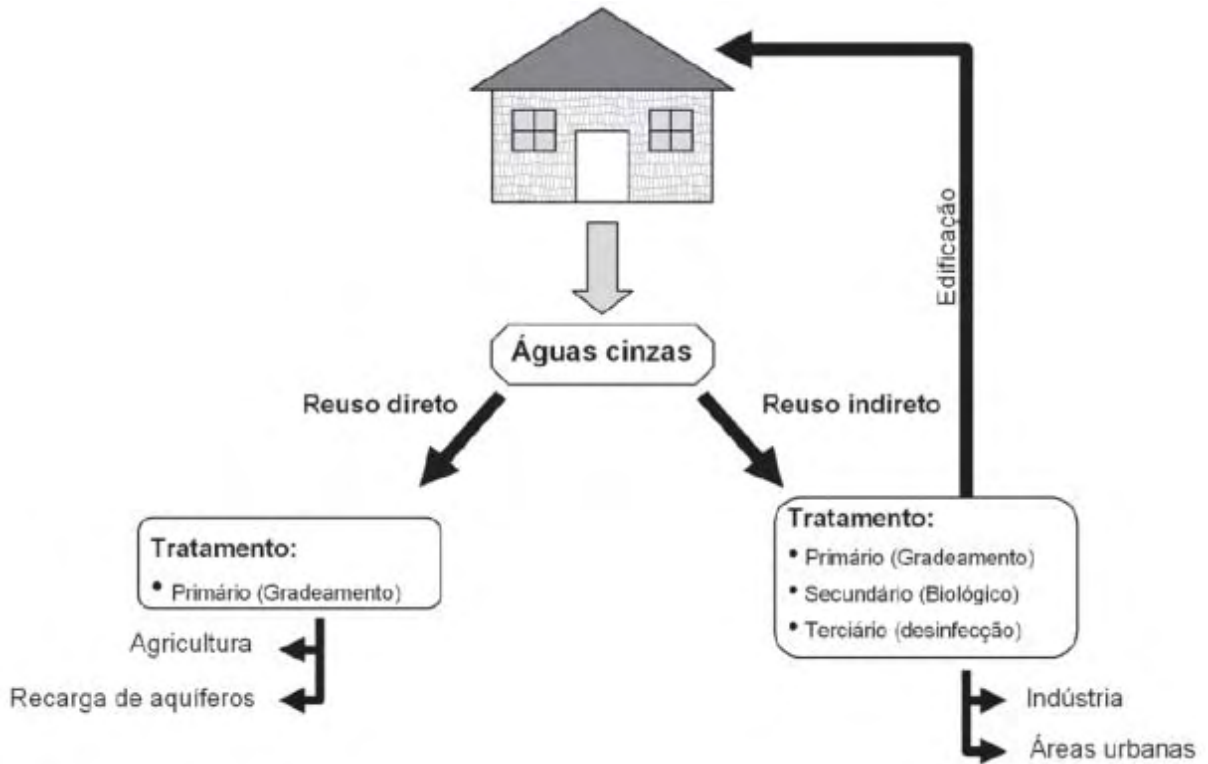 Edificação
Águas cinzas
Reuso direto
Reuso indireto
Tratamento:
• Primário (Gradeamento)
Agricultura
Recarga de aquíferos
Tratamento:
• Primário (Gradeamento)
• Secundário (Biológico)
• Terciário (desinfecção)
Indústria
Áreas urbanas